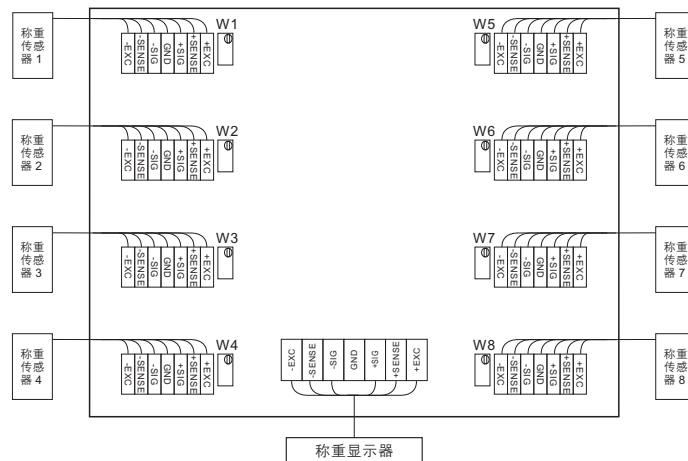 称重
传感
器 1
W1
-EXC
-SENSE
-SIG
GND
+SIG
+SENSE
+EXC
W5
-EXC
-SENSE
-SIG
GND
+SIG
+SENSE
+EXC
称重
传感
器 5
称重
传感
器 2
W2
-EXC
-SENSE
-SIG
GND
+SIG
+SENSE
+EXC
W6
-EXC
-SENSE
-SIG
GND
+SIG
+SENSE
+EXC
称重
传感
器 6
称重
传感
器 3
W3
-EXC
-SENSE
-SIG
GND
+SIG
+SENSE
+EXC
W7
-EXC
-SENSE
-SIG
GND
+SIG
+SENSE
+EXC
称重
传感
器 7
称重
传感
器 4
W4
-EXC
-SENSE
-SIG
GND
+SIG
+SENSE
+EXC
-EXC
-SENSE
-SIG
GND
+SIG
+SENSE
+EXC
W8
-EXC
-SENSE
-SIG
GND
+SIG
+SENSE
+EXC
称重
传感
器 8
称重显示器